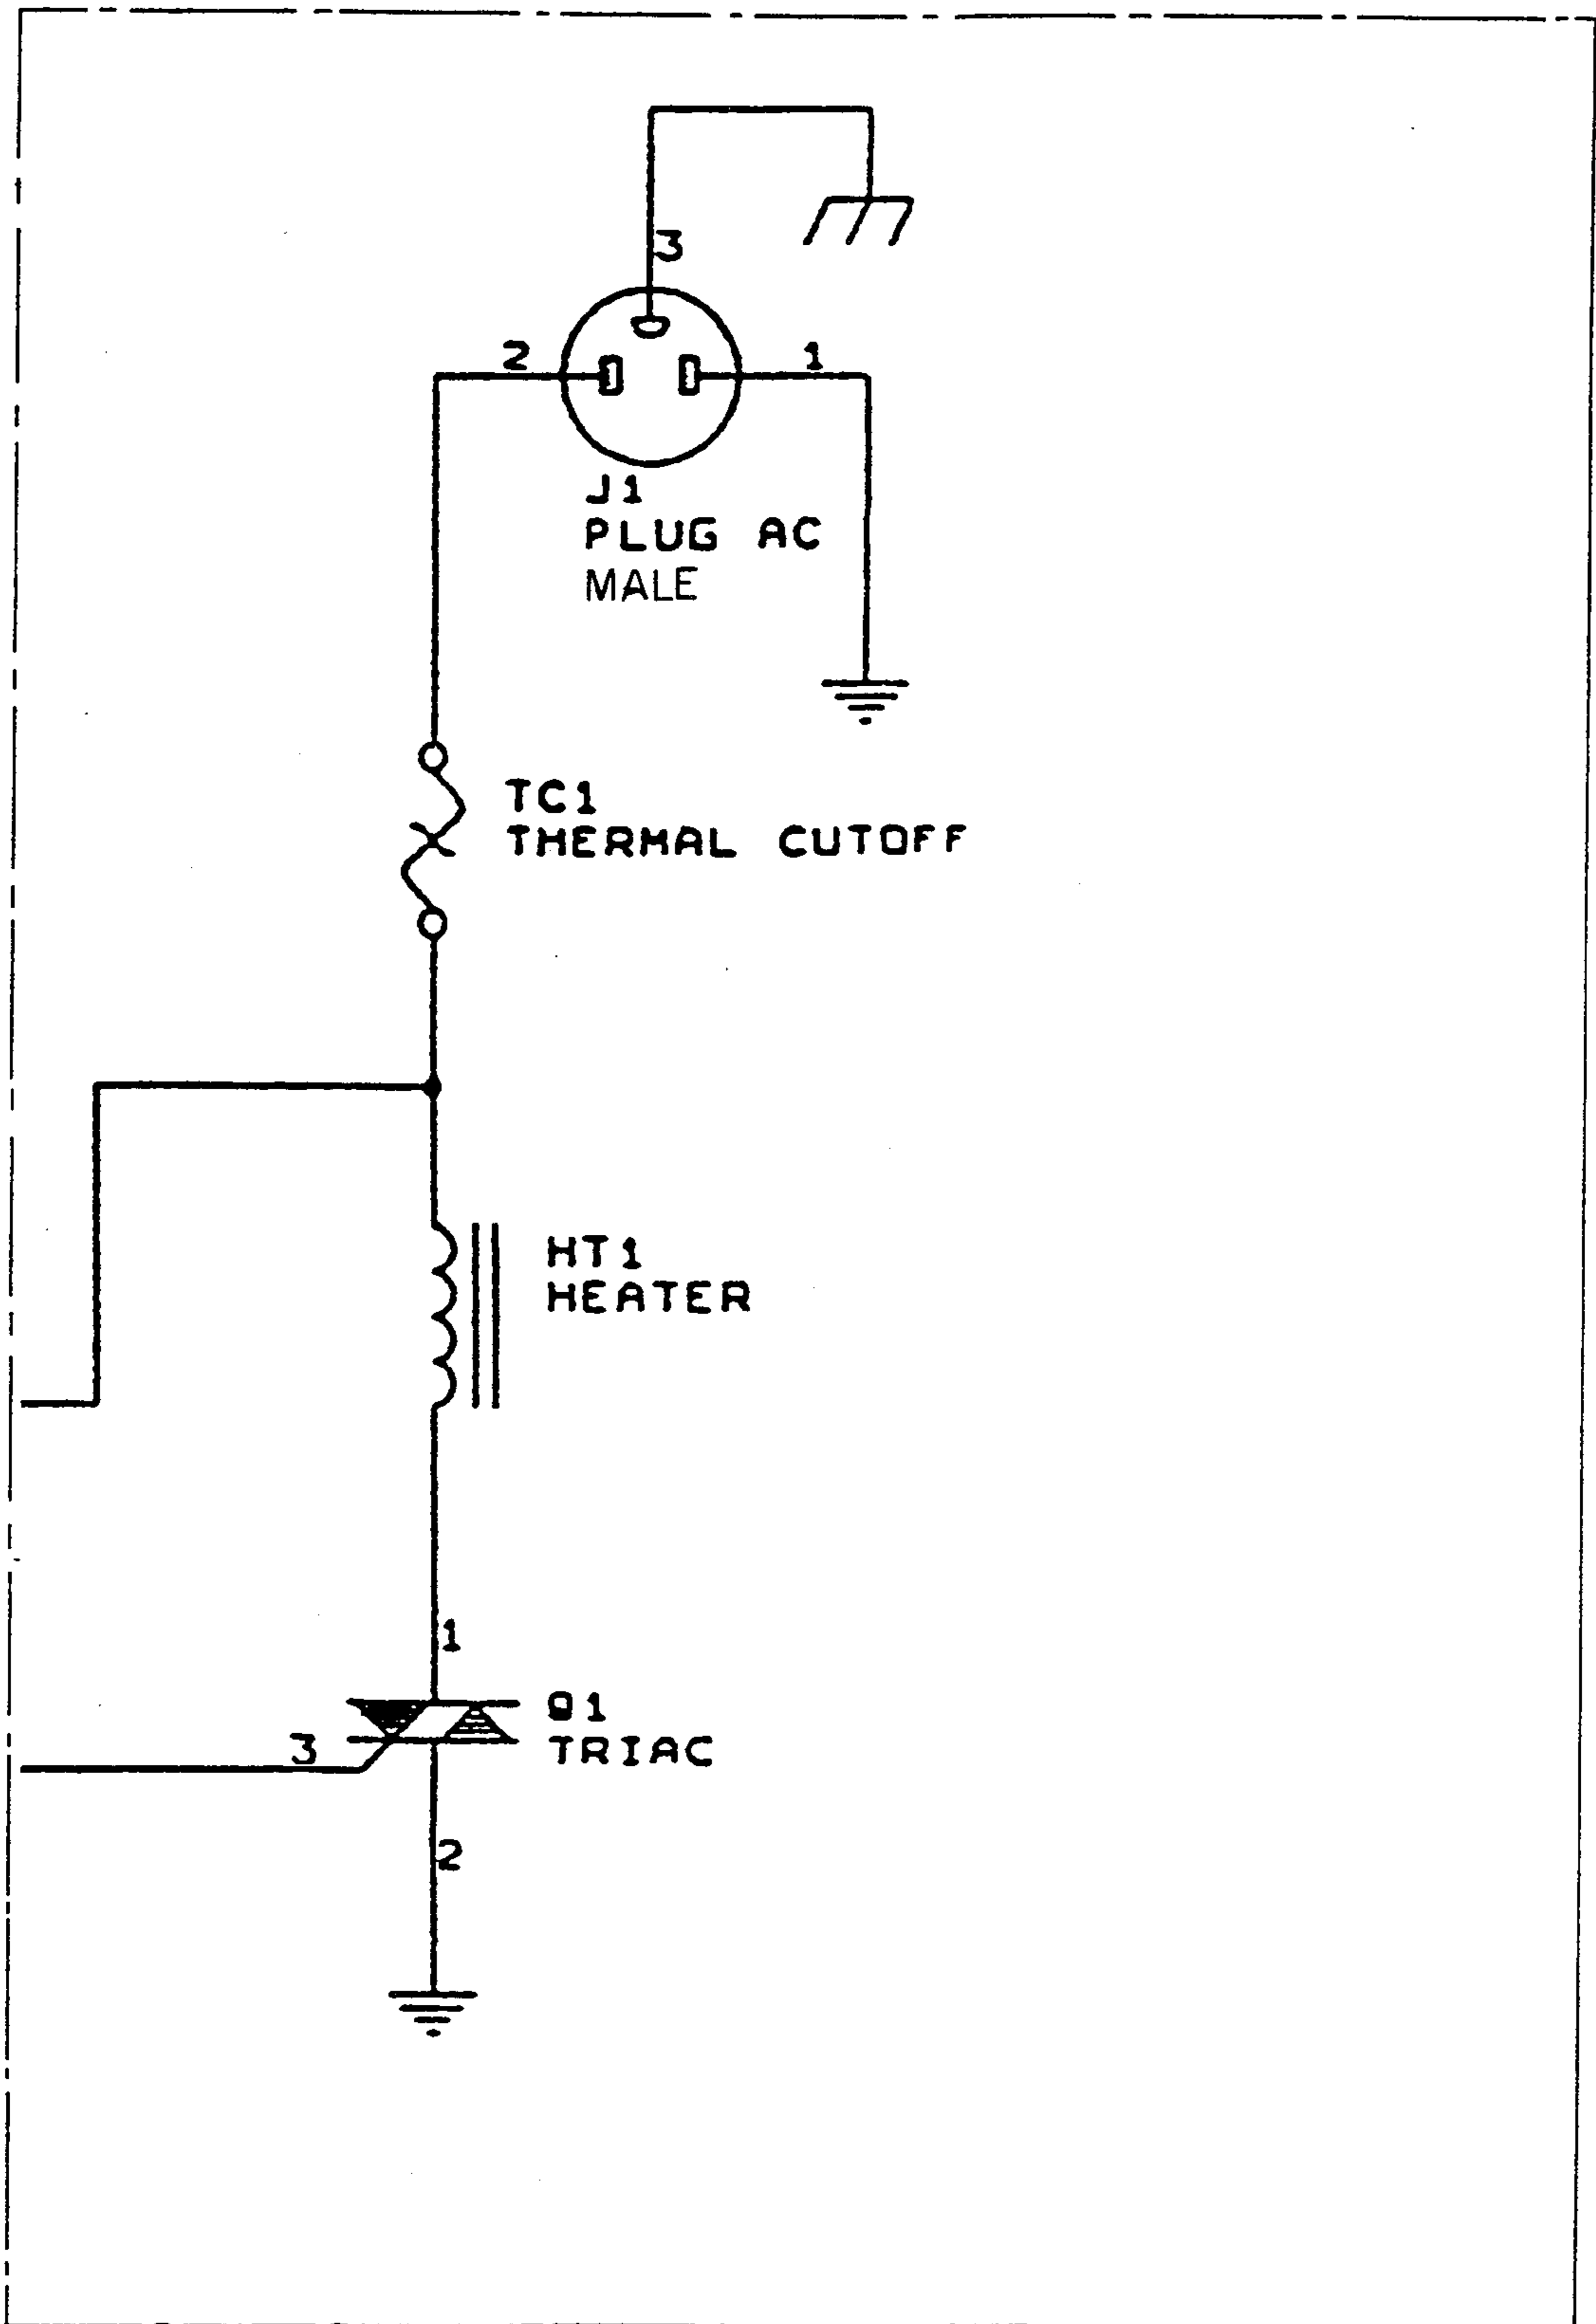 3
2
1
J1
PLUG AC
MALE
TC1
THERMAL CUTOFF
HT1
HEATER
1
Q1
TRIAC
3
2